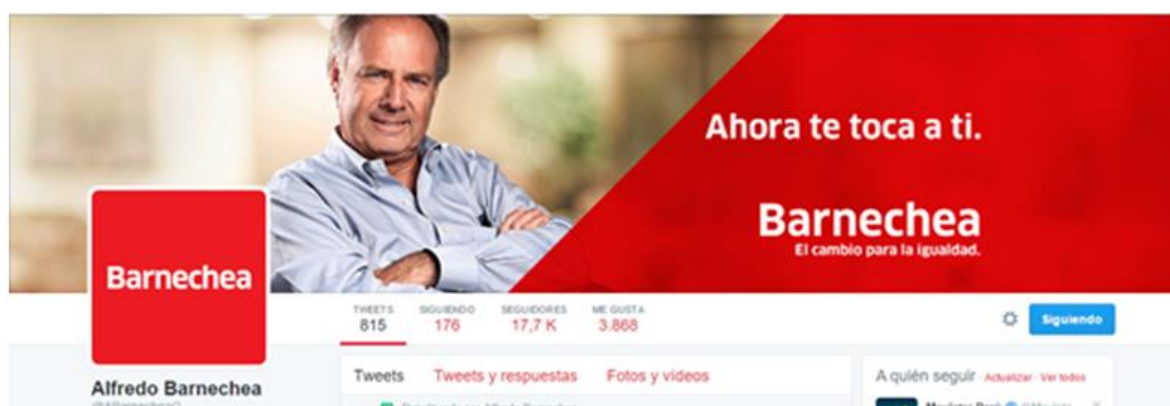 Ahora te toca a ti.
Barnechea
El cambio para la igualdad.
Barnechea
TWEETS SIGUIENDO SEGUIDORES ME GUSTA
815 176 17,7 K 3.868
Siguiendo
Alfredo Barnechea
Tweets Tweets y respuestas Fotos y vídeos
A quién seguir · Actualizar · Ver todos